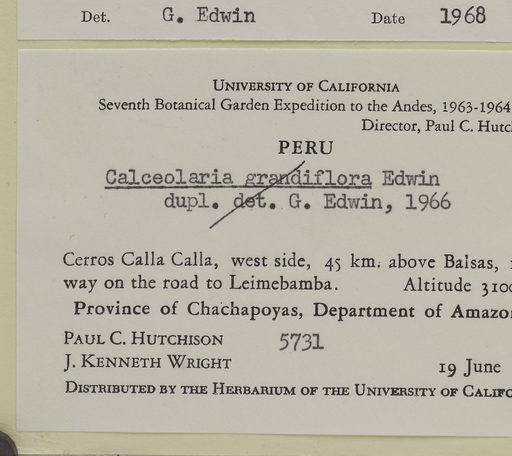 Det. G. Edwin Date 1968
UNIVERSITY OF CALIFORNIA
Seventh Botanical Garden Expedition to the Andes, 1963-1964
Director, Paul C. Hutc
PERU
Calceolaria grandiflora Edwin
dupl. det. G. Edwin, 1966
Cerros Calla Calla, west side, 45 km. above Balsas,
way on the road to Leimebamba. Altitude 310
Province of Chachapoyas, Department of Amazo
PAUL C. HUTCHISON 5731
J. KENNETH WRIGHT 19 June
DISTRIBUTED BY THE HERBARIUM OF THE UNIVERSITY OF CALIFO